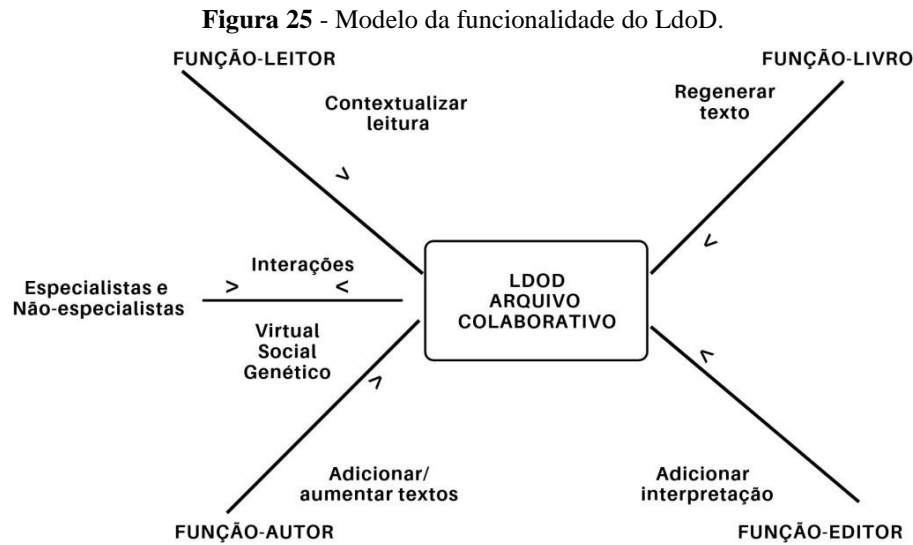 Figura 25 - Modelo da funcionalidade do LdoD.
FUNÇÃO-LEITOR
FUNÇÃO-LIVRO
Contextualizar
leitura
Regenerar
texto
>
>
Especialistas e
Não-especialistas
>
Interações
<
Virtual
Social
Genético
LDOD
ARQUIVO
COLABORATIVO
>
<
Adicionar/
aumentar textos
Adicionar
interpretação
FUNÇÃO-AUTOR
FUNÇÃO-EDITOR